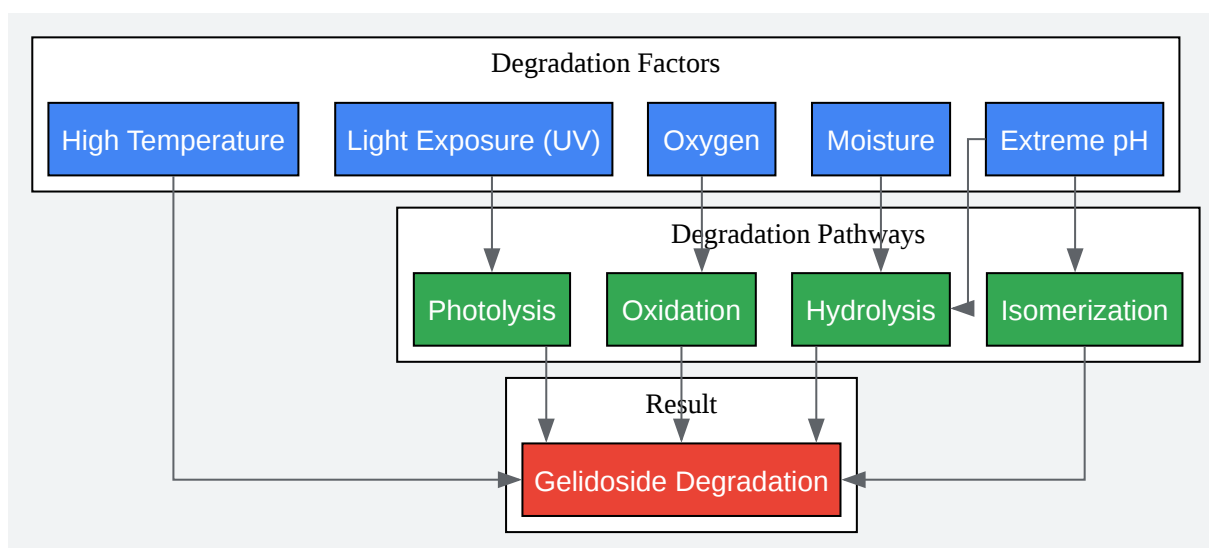 Degradation Factors
High Temperature
Light Exposure (UV)
Oxygen
Moisture
Extreme pH
Degradation Pathways
Photolysis
Oxidation
Hydrolysis
Isomerization
Result
Gelidoside Degradation